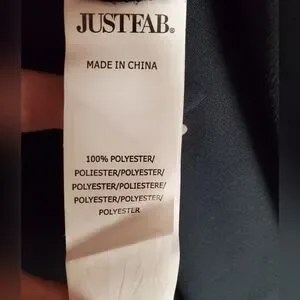 JUSTFAB®
MADE IN CHINA
100% POLYESTER/
POLIESTER/POLYESTER/
POLYESTER/POLIESTERE/
POLYESTER/POLYESTER/
POLYESTER